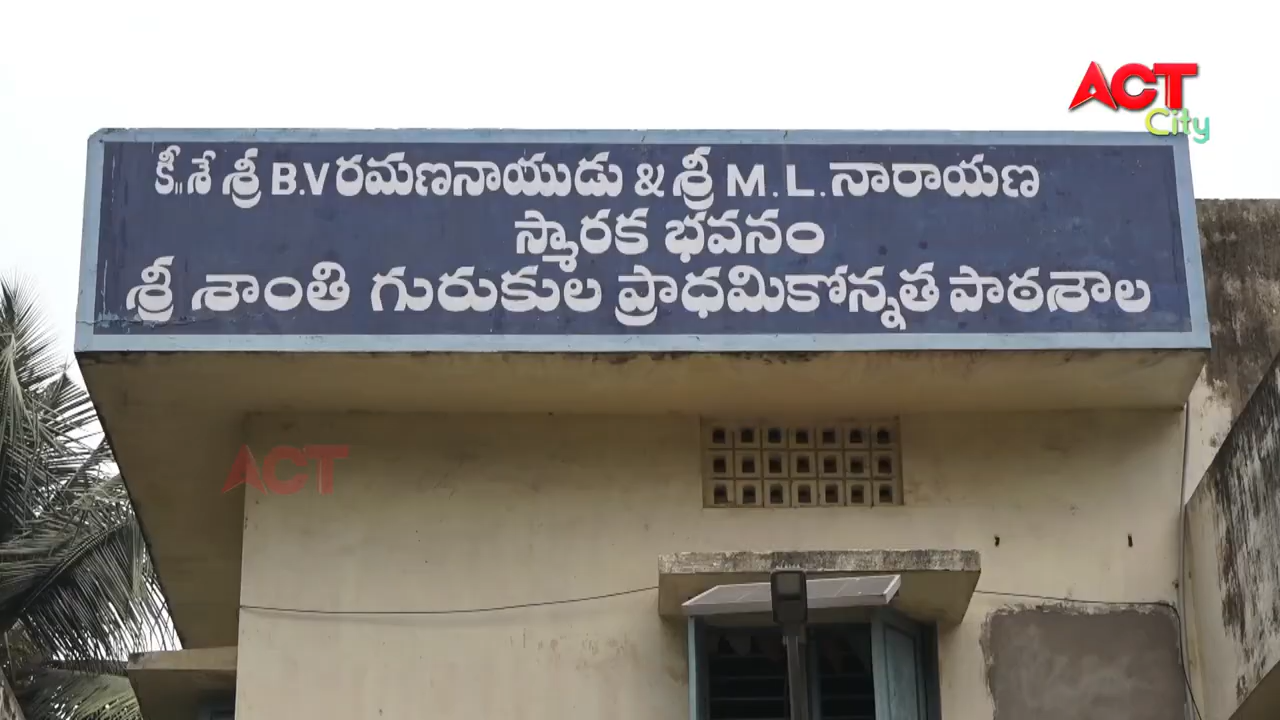 ACT
City
కీ॥శే శ్రీ B.V రమణనాయుడు & శ్రీ M.L.నారాయణ
స్మారక భవనం
శ్రీ శాంతి గురుకుల ప్రాధమికోన్నత పాఠశాల
ACT